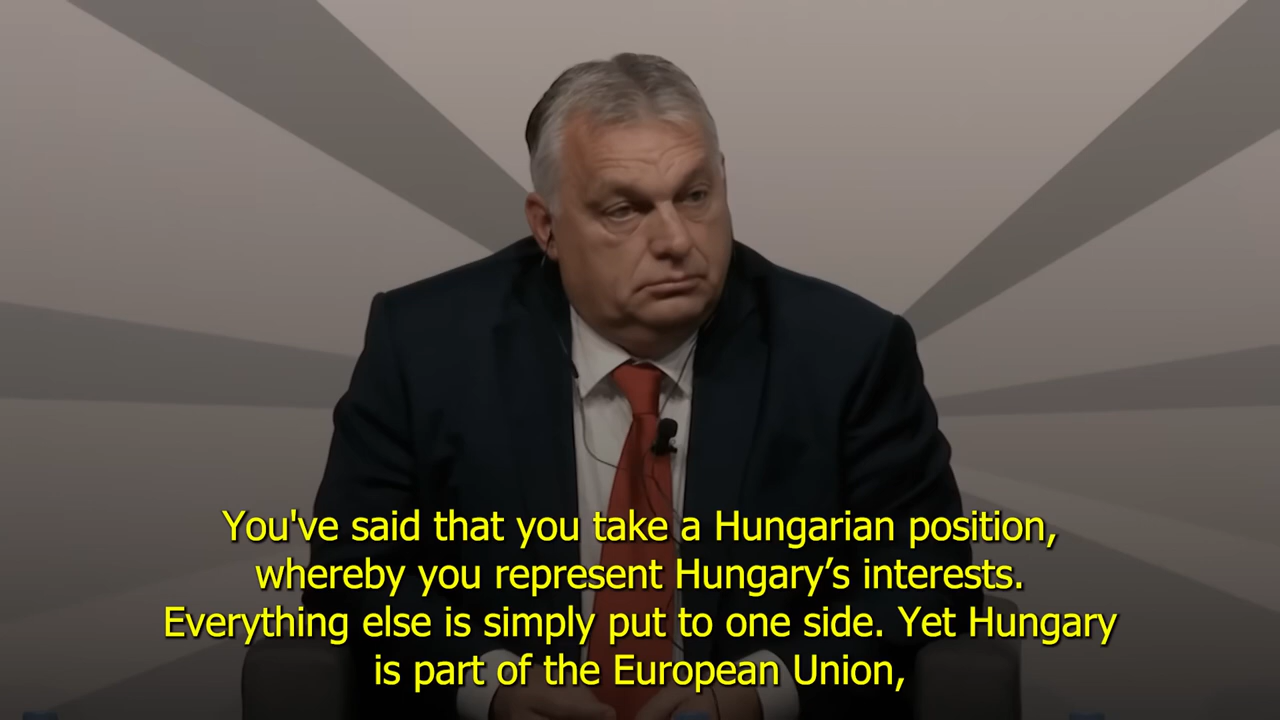 You've said that you take a Hungarian position,
whereby you represent Hungary’s interests.
Everything else is simply put to one side. Yet Hungary
is part of the European Union,